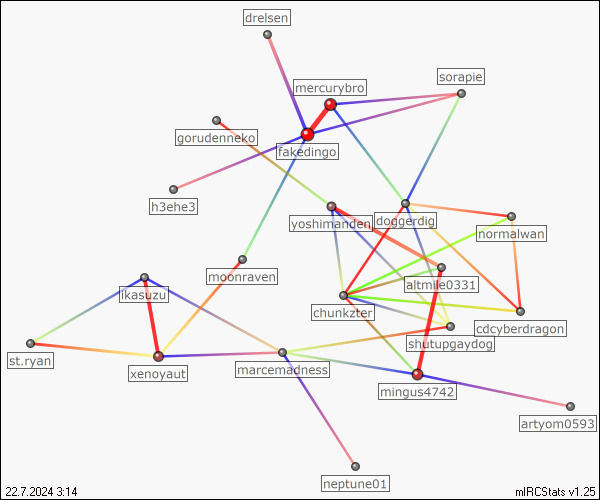 drelsen
mercurybro
sorapie
gorudenneko
fakedingo
h3ehe3
yoshimanden
doggerdig
normalwan
moonraven
altmile0331
ikasuzu
chunkzter
cdcyberdragon
shutupgaydog
st.ryan
xenoyaut
marcemadness
mingus4742
artyom0593
neptune01
22.7.2024 3:14
mIRCStats v1.25